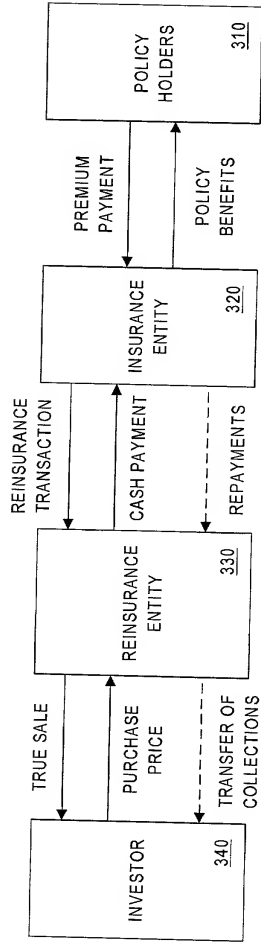 INVESTOR
340
TRUE SALE
PURCHASE
PRICE
TRANSFER OF
COLLECTIONS
REINSURANCE
ENTITY
330
REINSURANCE
TRANSACTION
CASH PAYMENT
REPAYMENTS
INSURANCE
ENTITY
320
PREMIUM
PAYMENT
POLICY
BENEFITS
POLICY
HOLDERS
310